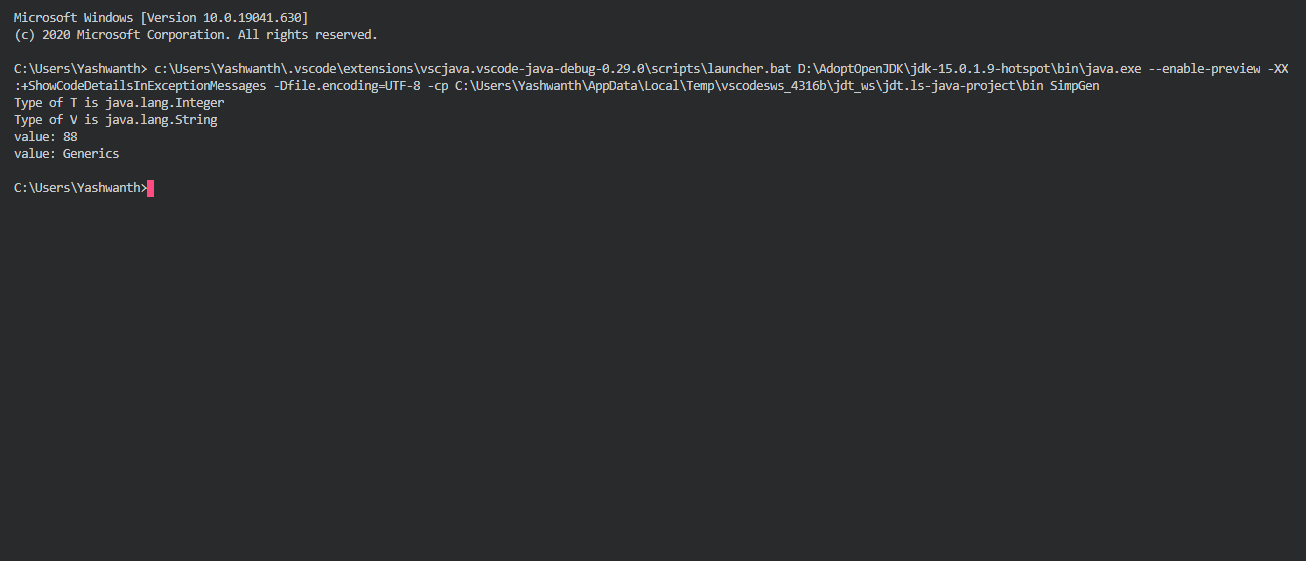 Microsoft Windows [Version 10.0.19041.630]
(c) 2020 Microsoft Corporation. All rights reserved.
C:\Users\Yashwanth> c:\Users\Yashwanth\.vscode\extensions\vscjava.vscode-java-debug-0.29.0\scripts\launcher.bat D:\AdoptOpenJDK\jdk-15.0.1.9-hotspot\bin\java.exe --enable-preview -XX
:+ShowCodeDetailsInExceptionMessages -Dfile.encoding=UTF-8 -cp C:\Users\Yashwanth\AppData\Local\Temp\vscodesws_4316b\jdt_ws\jdt.ls-java-project\bin SimpGen
Type of T is java.lang.Integer
Type of V is java.lang.String
value: 88
value: Generics
C:\Users\Yashwanth>